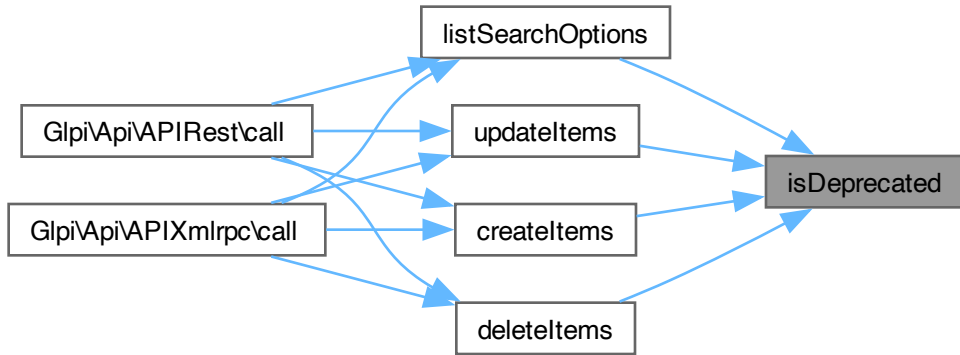 listSearchOptions
Glpi\Api\APIRest\call
updateItems
isDeprecated
Glpi\Api\APIXmlrpc\call
createItems
deleteItems